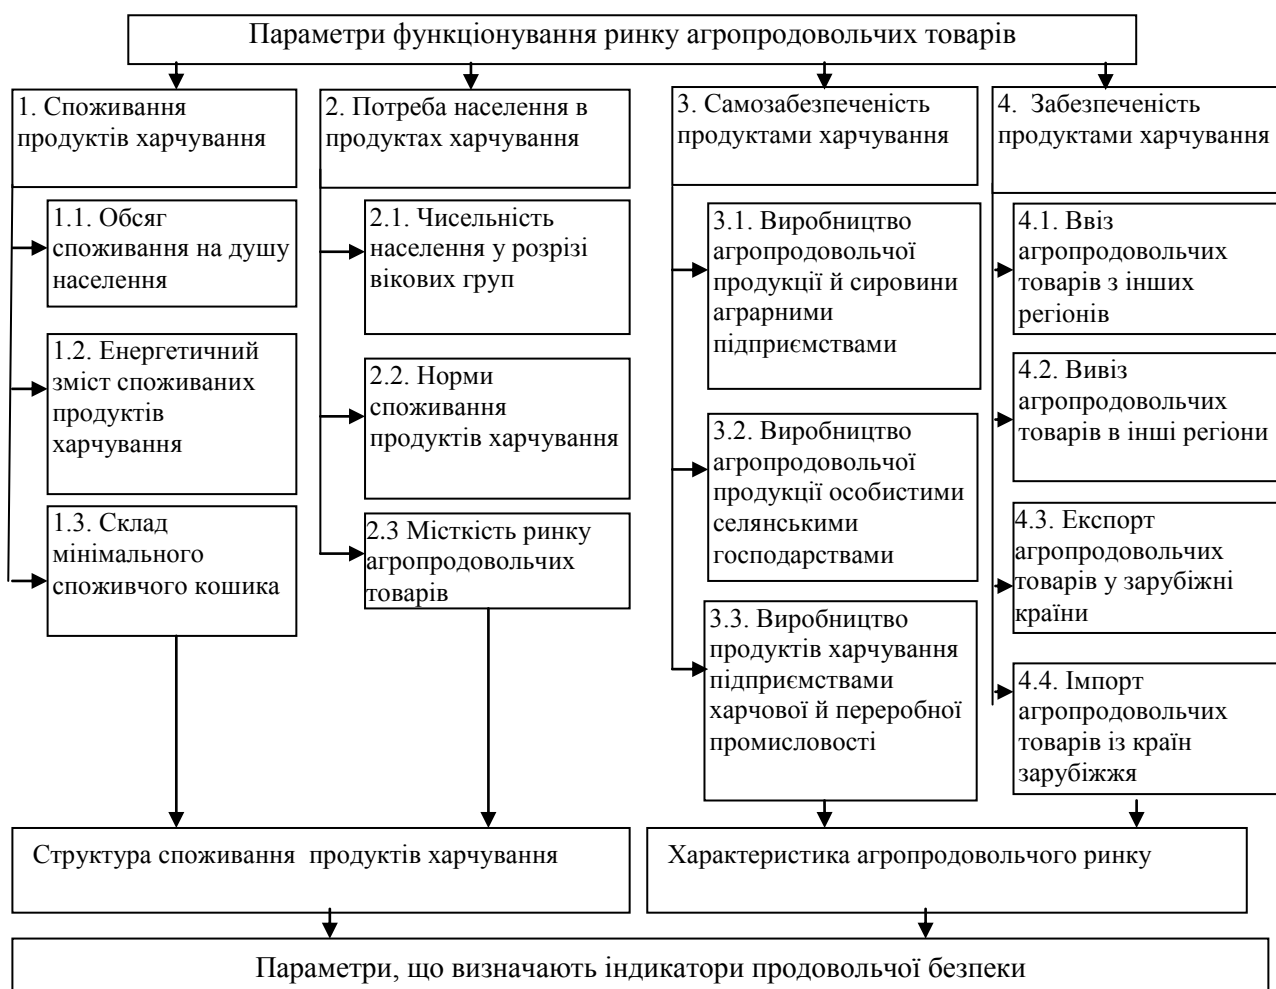 Параметри функціонування ринку агропродовольчих товарів
1. Споживання
продуктів харчування
2. Потреба населення в
продуктах харчування
3. Самозабезпеченість
продуктами харчування
4. Забезпеченість
продуктами харчування
1.1. Обсяг
споживання на душу
населення
1.2. Енергетичний
зміст споживаних
продуктів
харчування
1.3. Склад
мінімального
споживчого кошика
2.1. Чисельність
населення у розрізі
вікових груп
2.2. Норми
споживання
продуктів харчування
2.3 Місткість ринку
агропродовольчих
товарів
3.1. Виробництво
агропродовольчої
продукції й сировини
аграрними
підприємствами
3.2. Виробництво
агропродовольчої
продукції особистими
селянськими
господарствами
3.3. Виробництво
продуктів харчування
підприємствами
харчової й переробної
промисловості
4.1. Ввіз
агропродовольчих
товарів з інших
регіонів
4.2. Вивіз
агропродовольчих
товарів в інші регіони
4.3. Експорт
агропродовольчих
товарів у зарубіжні
країни
4.4. Імпорт
агропродовольчих
товарів із країн
зарубіжжя
Структура споживання продуктів харчування
Характеристика агропродовольчого ринку
Параметри, що визначають індикатори продовольчої безпеки